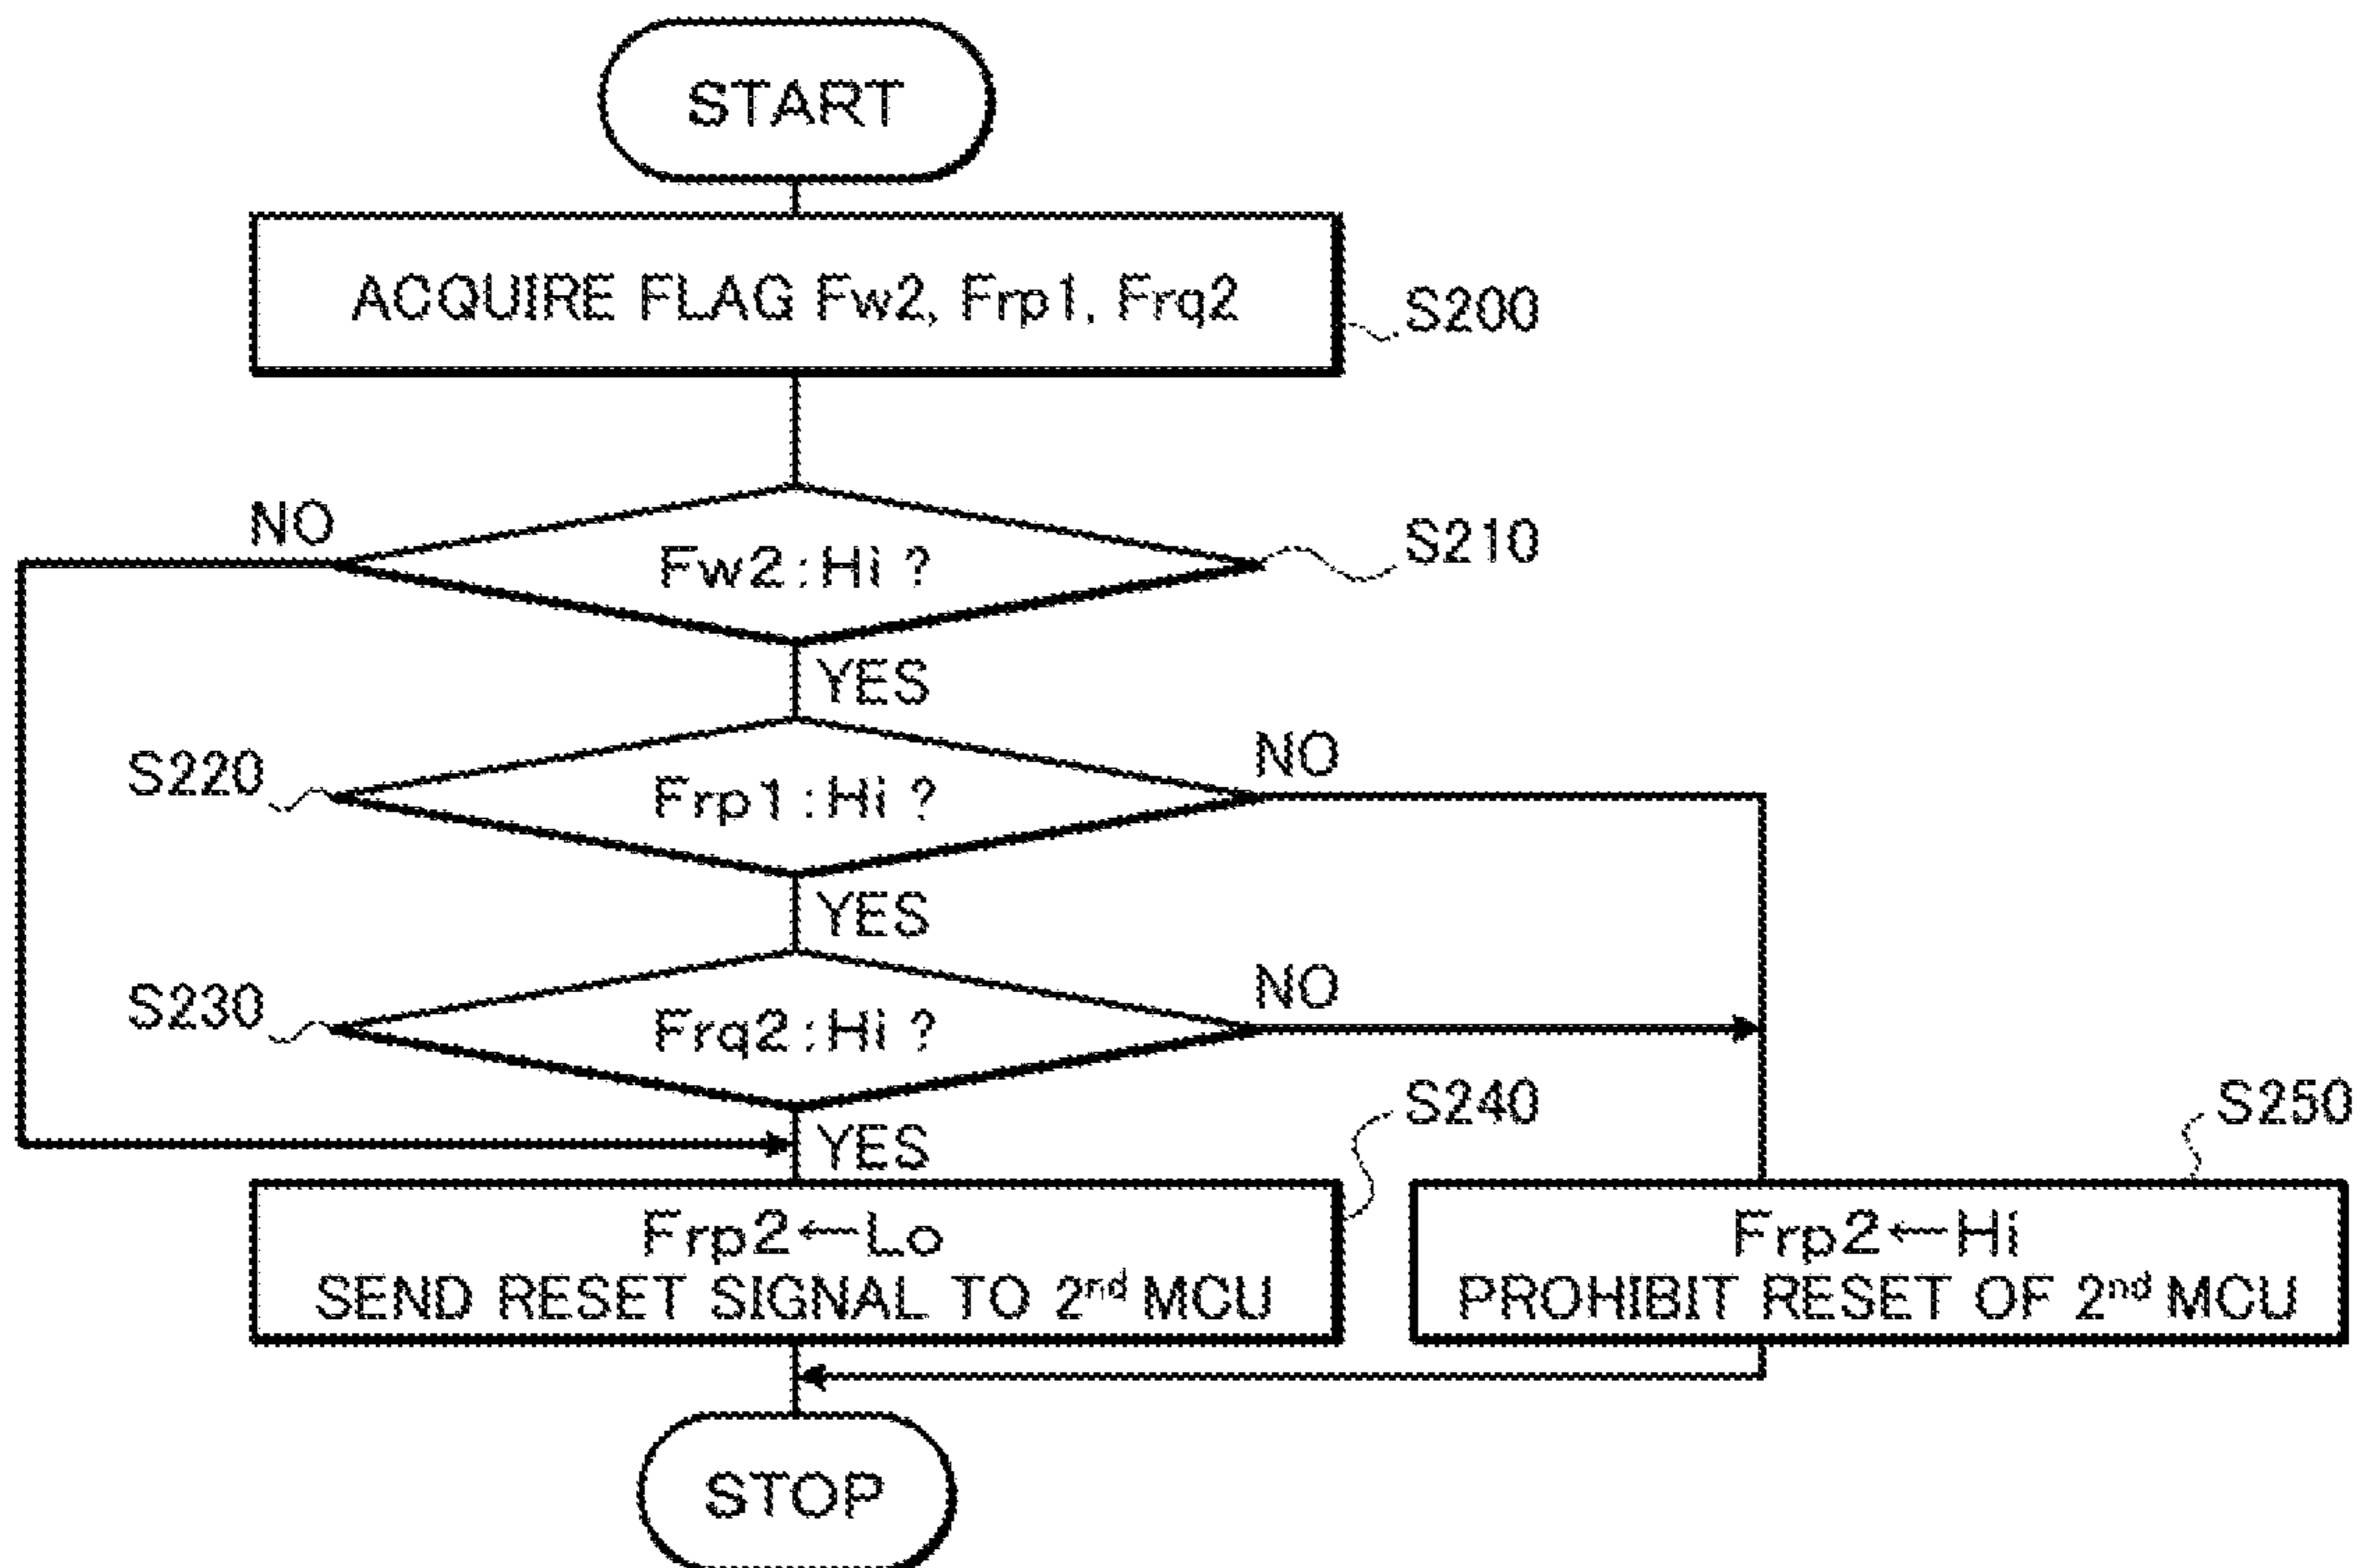 START
ACQUIRE FLAG Fw2, Frp1, Frq2
S200
NO
Fw2:Hi?
S210
YES
S220
Frp1:Hi?
NO
YES
S230
Frq2:Hi?
NO
YES
S240
S250
Frp2←Lo
SEND RESET SIGNAL TO 2nd MCU
Frp2←Hi
PROHIBIT RESET OF 2nd MCU
STOP